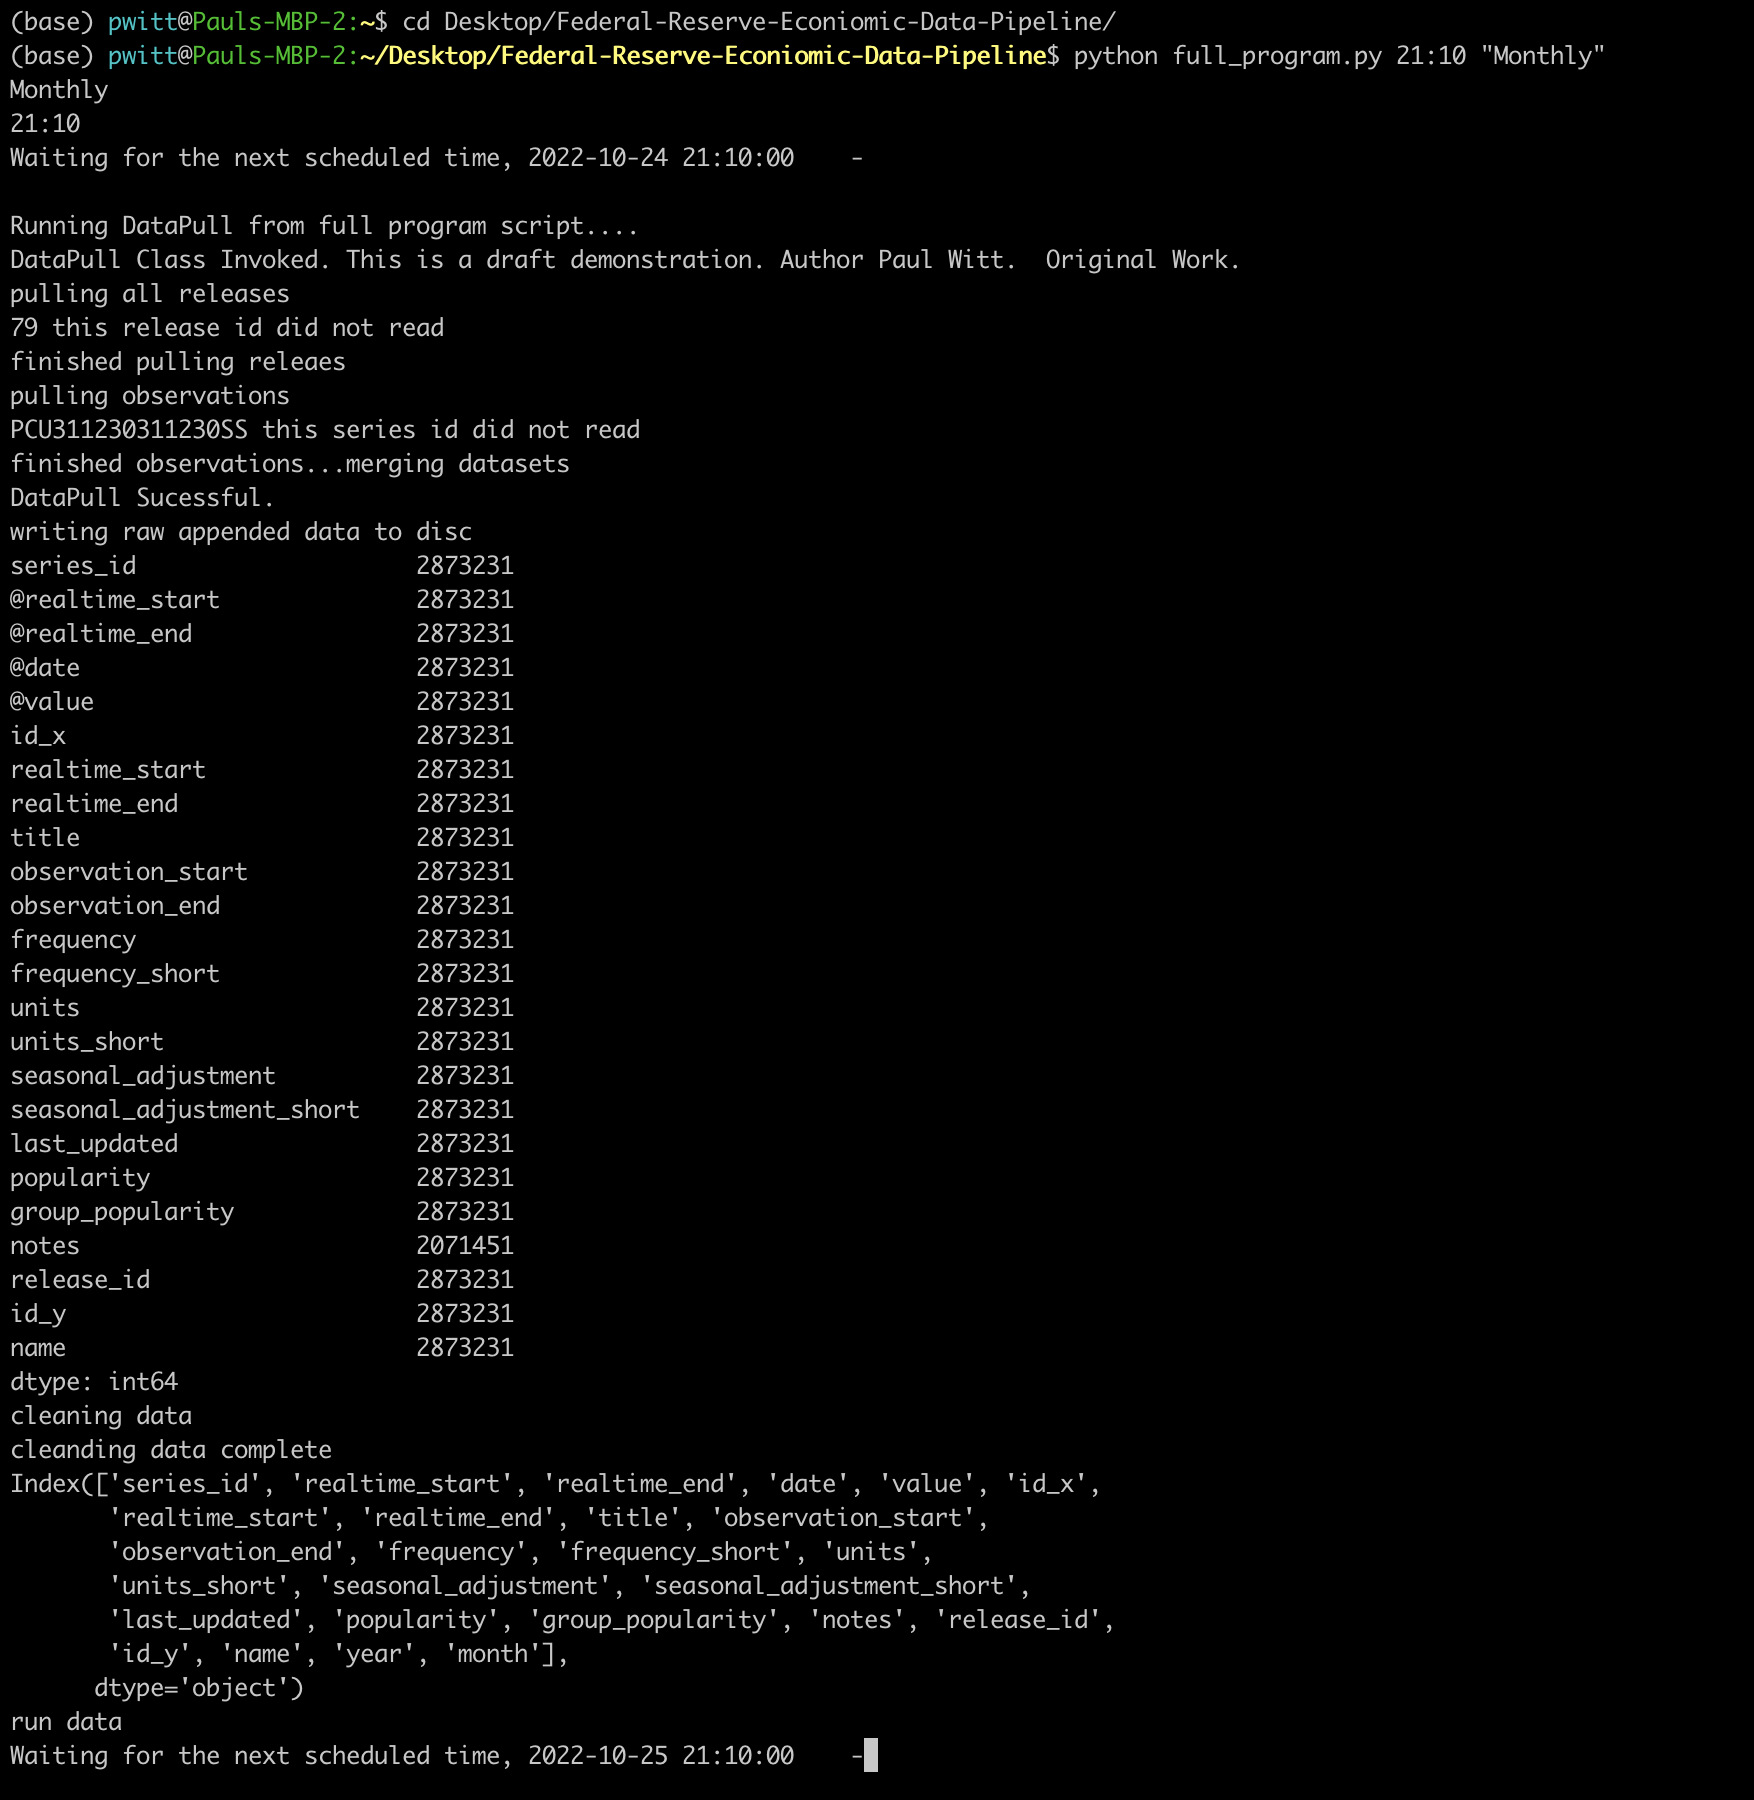 (base) pwitt@Pauls-MBP-2:~$ cd Desktop/Federal-Reserve-Econiomic-Data-Pipeline/
(base) pwitt@Pauls-MBP-2:~/Desktop/Federal-Reserve-Econiomic-Data-Pipeline$ python full_program.py 21:10 "Monthly"
Monthly
21:10
Waiting for the next scheduled time, 2022-10-24 21:10:00    -

Running DataPull from full program script....
DataPull Class Invoked. This is a draft demonstration. Author Paul Witt.  Original Work.
pulling all releases
79 this release id did not read
finished pulling releaes
pulling observations
PCU311230311230SS this series id did not read
finished observations...merging datasets
DataPull Sucessful.
writing raw appended data to disc
series_id                    2873231
@realtime_start              2873231
@realtime_end                2873231
@date                        2873231
@value                       2873231
id_x                         2873231
realtime_start               2873231
realtime_end                 2873231
title                        2873231
observation_start            2873231
observation_end              2873231
frequency                    2873231
frequency_short              2873231
units                        2873231
units_short                  2873231
seasonal_adjustment          2873231
seasonal_adjustment_short    2873231
last_updated                 2873231
popularity                   2873231
group_popularity             2873231
notes                        2071451
release_id                   2873231
id_y                         2873231
name                         2873231
dtype: int64
cleaning data
cleanding data complete
Index(['series_id', 'realtime_start', 'realtime_end', 'date', 'value', 'id_x',
       'realtime_start', 'realtime_end', 'title', 'observation_start',
       'observation_end', 'frequency', 'frequency_short', 'units',
       'units_short', 'seasonal_adjustment', 'seasonal_adjustment_short',
       'last_updated', 'popularity', 'group_popularity', 'notes', 'release_id',
       'id_y', 'name', 'year', 'month'],
      dtype='object')
run data
Waiting for the next scheduled time, 2022-10-25 21:10:00    -